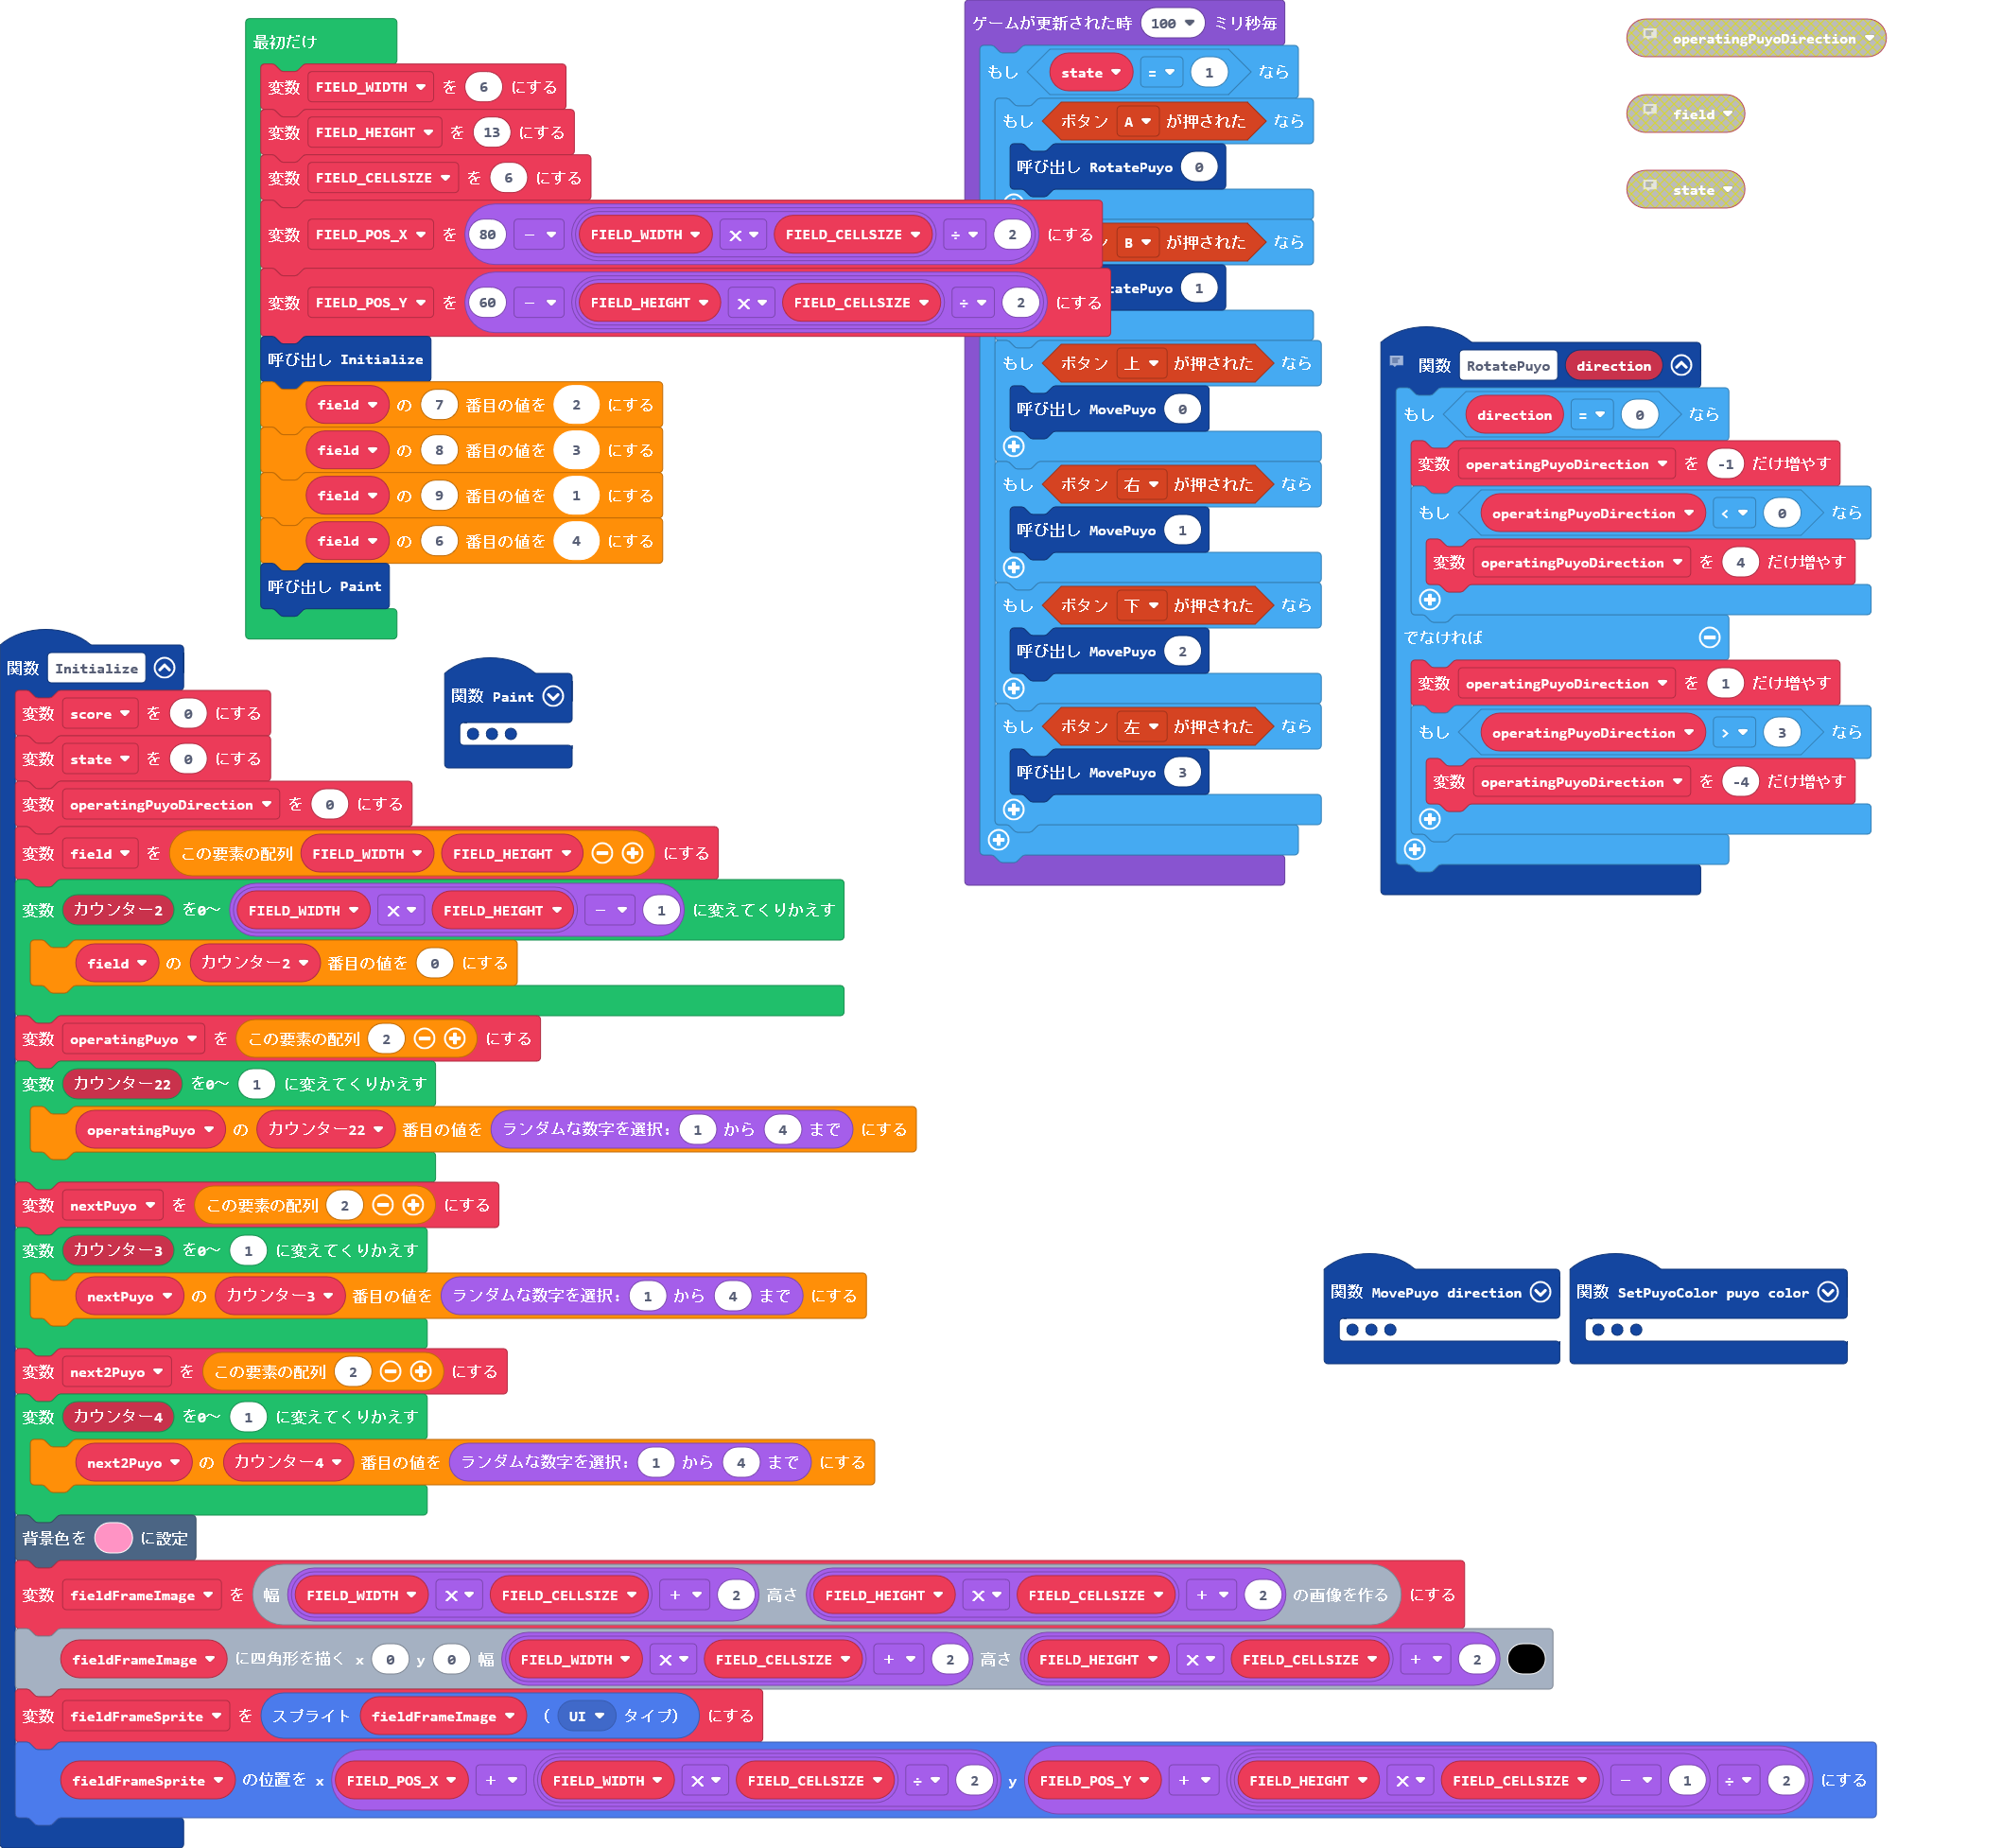 最初だけ
変数 FIELD_WIDTH を 6 にする
変数 FIELD_HEIGHT を 13 にする
変数 FIELD_CELLSIZE を 6 にする
変数 FIELD_POS_X を 80 - FIELD_WIDTH × FIELD_CELLSIZE ÷ 2 にする
変数 FIELD_POS_Y を 60 - FIELD_HEIGHT × FIELD_CELLSIZE ÷ 2 にする
呼び出し Initialize
field の 7 番目の値を 2 にする
field の 8 番目の値を 3 にする
field の 9 番目の値を 1 にする
field の 6 番目の値を 4 にする
呼び出し Paint
ゲームが更新された時 100 ミリ秒毎
もし state = 1 なら
もし ボタン A が押された なら
呼び出し RotatePuyo 0
B が押された なら
tatePuyo 1
もし ボタン 上 が押された なら
呼び出し MovePuyo 0
もし ボタン 右 が押された なら
呼び出し MovePuyo 1
もし ボタン 下 が押された なら
呼び出し MovePuyo 2
もし ボタン 左 が押された なら
呼び出し MovePuyo 3
operatingPuyoDirection
field
state
関数 RotatePuyo direction
もし direction = 0 なら
変数 operatingPuyoDirection を -1 だけ増やす
もし operatingPuyoDirection < 0 なら
変数 operatingPuyoDirection を 4 だけ増やす
でなければ
変数 operatingPuyoDirection を 1 だけ増やす
もし operatingPuyoDirection > 3 なら
変数 operatingPuyoDirection を -4 だけ増やす
関数 Initialize
変数 score を 0 にする
変数 state を 0 にする
変数 operatingPuyoDirection を 0 にする
変数 field を この要素の配列 FIELD_WIDTH FIELD_HEIGHT にする
変数 カウンター2 を0～ FIELD_WIDTH × FIELD_HEIGHT - 1 に変えてくりかえす
field の カウンター2 番目の値を 0 にする
変数 operatingPuyo を この要素の配列 2 にする
変数 カウンター22 を0～ 1 に変えてくりかえす
operatingPuyo の カウンター22 番目の値を ランダムな数字を選択: 1 から 4 まで にする
変数 nextPuyo を この要素の配列 2 にする
変数 カウンター3 を0～ 1 に変えてくりかえす
nextPuyo の カウンター3 番目の値を ランダムな数字を選択: 1 から 4 まで にする
変数 next2Puyo を この要素の配列 2 にする
変数 カウンター4 を0～ 1 に変えてくりかえす
next2Puyo の カウンター4 番目の値を ランダムな数字を選択: 1 から 4 まで にする
背景色を に設定
変数 fieldFrameImage を 幅 FIELD_WIDTH × FIELD_CELLSIZE + 2 高さ FIELD_HEIGHT × FIELD_CELLSIZE + 2 の画像を作る にする
fieldFrameImage に四角形を描く x 0 y 0 幅 FIELD_WIDTH × FIELD_CELLSIZE + 2 高さ FIELD_HEIGHT × FIELD_CELLSIZE + 2
変数 fieldFrameSprite を スプライト fieldFrameImage ( UI タイプ) にする
fieldFrameSprite の位置を x FIELD_POS_X + FIELD_WIDTH × FIELD_CELLSIZE ÷ 2 y FIELD_POS_Y + FIELD_HEIGHT × FIELD_CELLSIZE - 1 ÷ 2 にする
関数 Paint
関数 MovePuyo direction
関数 SetPuyoColor puyo color